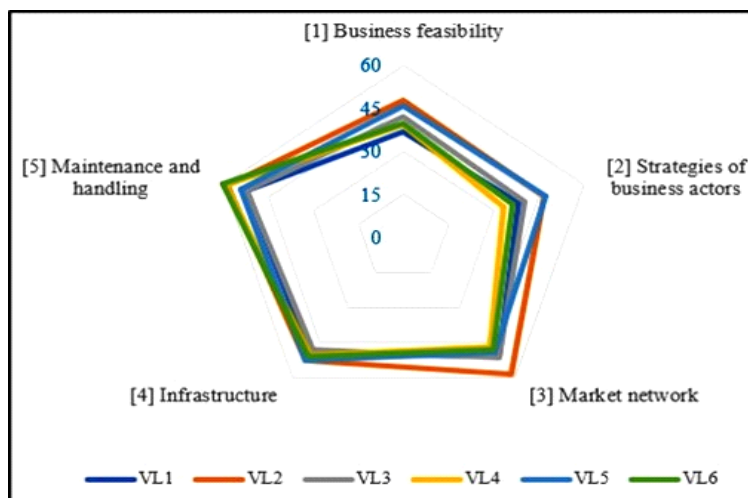 [1] Business feasibility
60
45
30
15
0
[2] Strategies of
business actors
[3] Market network
[4] Infrastructure
[5] Maintenance and
handling
VL1 VL2 VL3 VL4 VL5 VL6